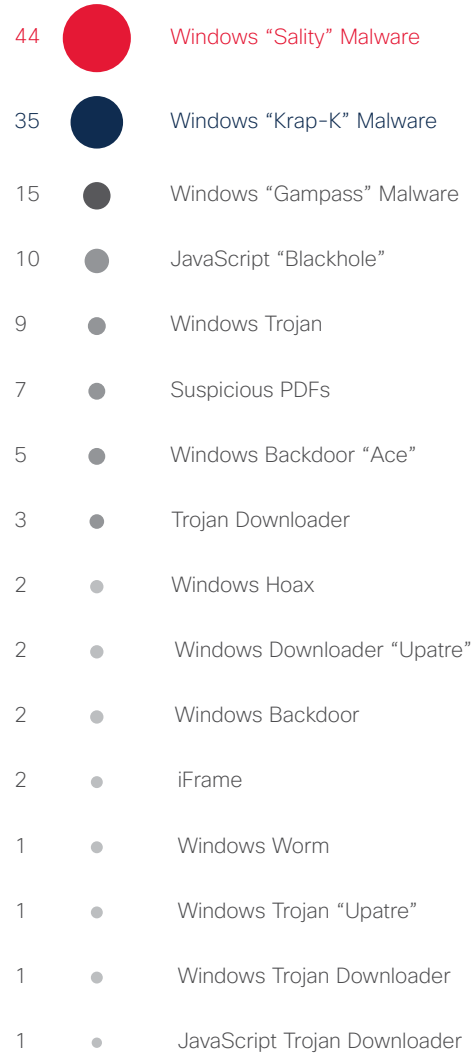 44 Windows “Sality” Malware
35 Windows “Krap-K” Malware
15 Windows “Gampass” Malware
10 JavaScript “Blackhole”
9 Windows Trojan
7 Suspicious PDFs
5 Windows Backdoor “Ace”
3 Trojan Downloader
2 Windows Hoax
2 Windows Downloader “Upatre”
2 Windows Backdoor
2 iFrame
1 Windows Worm
1 Windows Trojan “Upatre”
1 Windows Trojan Downloader
1 JavaScript Trojan Downloader